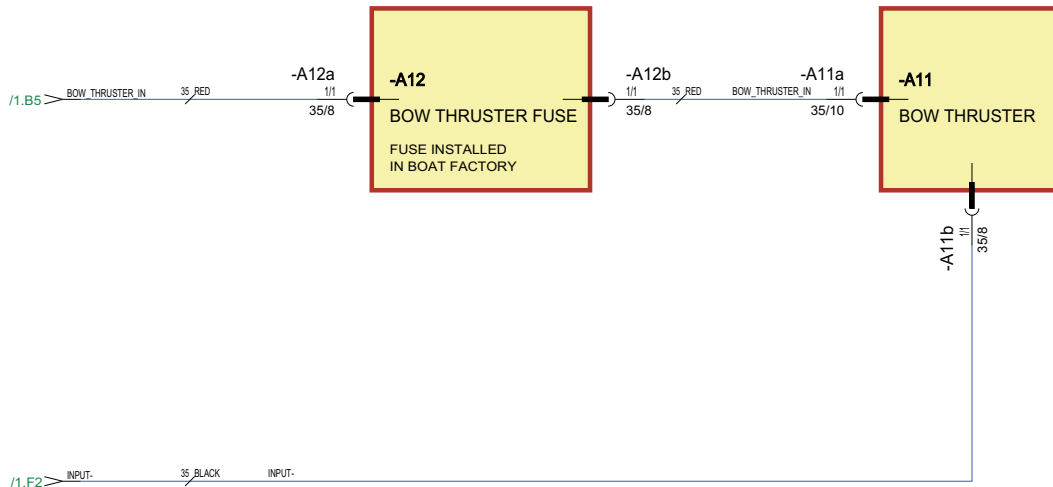 -A12a
-A12
-A12b
-A11a
-A11
/1.B5
BOW_THRUSTER_IN
35_RED
1/1
1/1
35_RED
BOW_THRUSTER_IN
1/1
35/8
BOW THRUSTER FUSE
35/8
35/10
BOW THRUSTER
FUSE INSTALLED
IN BOAT FACTORY
-A11b
1/1
35/8
/1.F2
INPUT-
35_BLACK
INPUT-